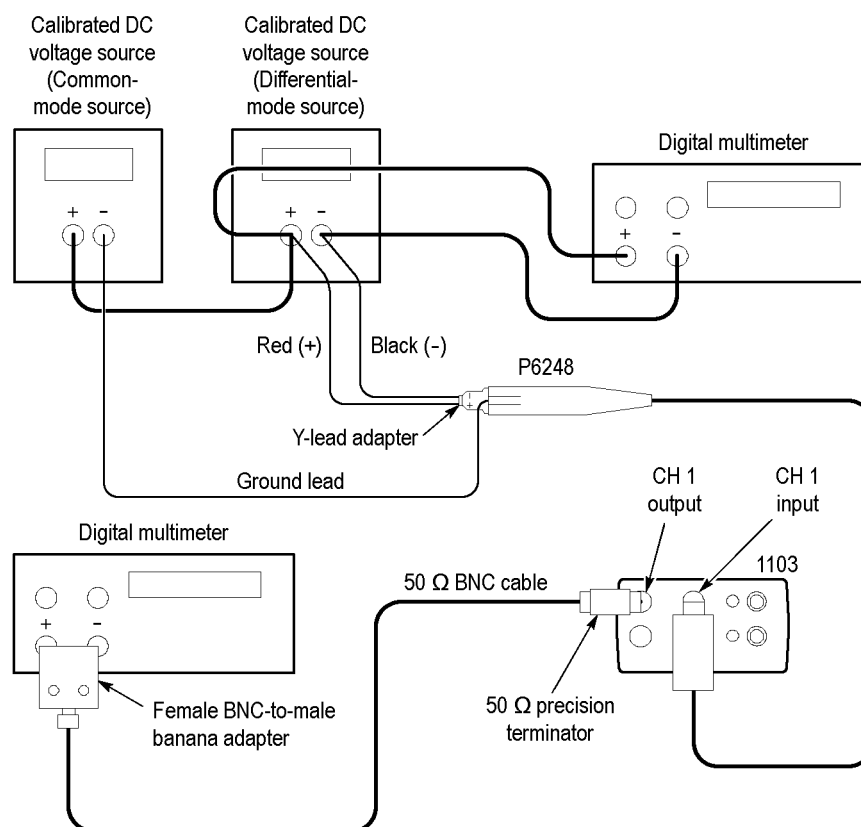 Calibrated DC
voltage source
(Common-
mode source)
Calibrated DC
voltage source
(Differential-
mode source)
Digital multimeter
+ −
+ −
+ −
Red (+)
Black (−)
P6248
−
+
Y-lead adapter
Ground lead
CH 1
output
CH 1
input
Digital multimeter
1103
50 Ω BNC cable
+ −
50 Ω precision
terminator
Female BNC-to-male
banana adapter